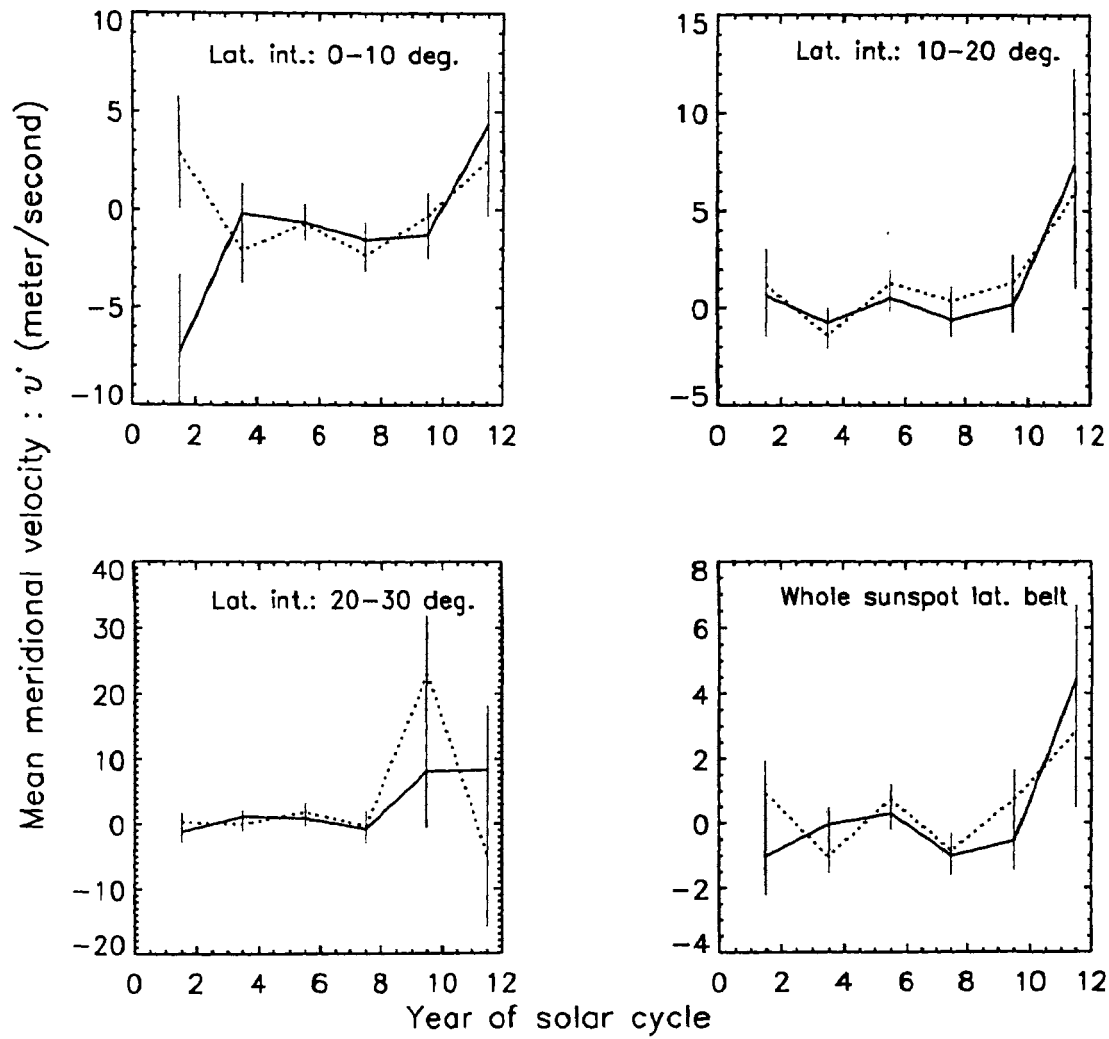 Mean meridional velocity : υ' (meter/second)
Lat. int.: 0−10 deg.
10
5
0
−5
−10
0 2 4 6 8 10 12
Lat. int.: 10−20 deg.
15
10
5
0
−5
0 2 4 6 8 10 12
Lat. int.: 20−30 deg.
40
30
20
10
0
−10
−20
0 2 4 6 8 10 12
Whole sunspot lat. belt
8
6
4
2
0
−2
−4
0 2 4 6 8 10 12
Year of solar cycle